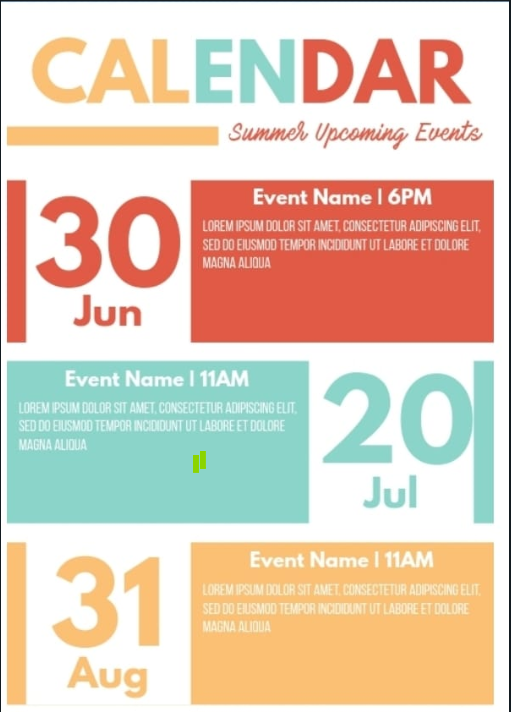 CALENDAR
Summer Upcoming Events
30
Jun
Event Name | 6PM
LOREM IPSUM DOLOR SIT AMET, CONSECTETUR ADIPISCING ELIT,
SED DO EIUSMOD TEMPOR INCIDIDUNT UT LABORE ET DOLORE
MAGNA ALIQUA
Event Name | 11AM
LOREM IPSUM DOLOR SIT AMET, CONSECTETUR ADIPISCING ELIT,
SED DO EIUSMOD TEMPOR INCIDIDUNT UT LABORE ET DOLORE
MAGNA ALIQUA
20
Jul
31
Aug
Event Name | 11AM
LOREM IPSUM DOLOR SIT AMET, CONSECTETUR ADIPISCING ELIT,
SED DO EIUSMOD TEMPOR INCIDIDUNT UT LABORE ET DOLORE
MAGNA ALIQUA